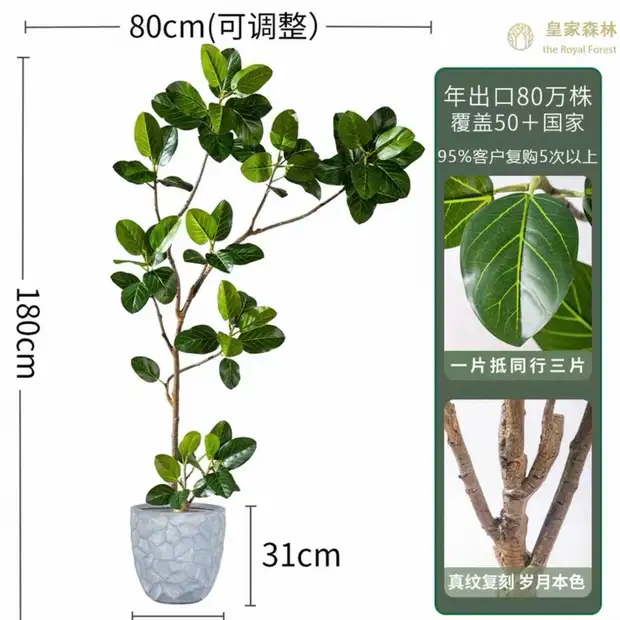 80cm(可调整)
皇家森林
the Royal Forest
年出口80万株
覆盖50+国家
95%客户复购5次以上
180cm
一片抵同行三片
31cm
真纹复刻 岁月本色